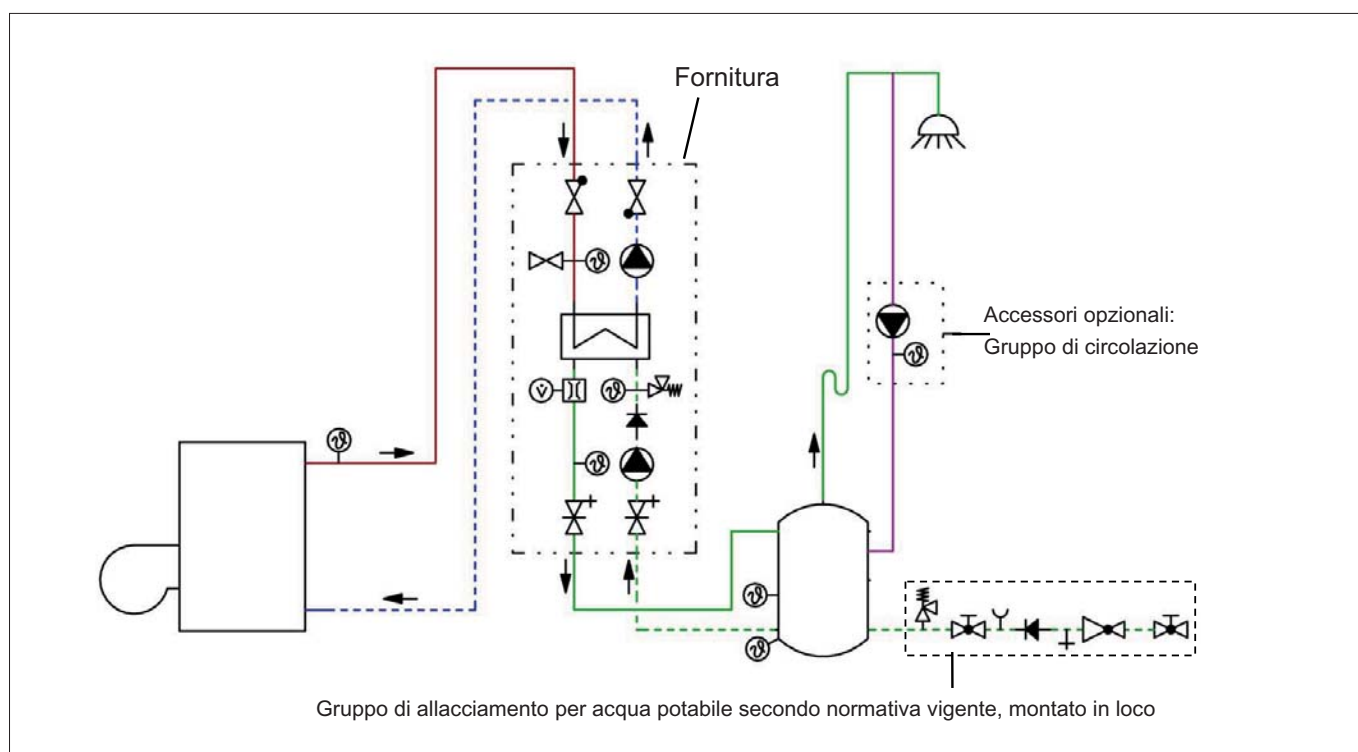 Fornitura
Accessori opzionali:
Gruppo di circolazione
ϑ
ϑ
ϑ
V̇
ϑ
ϑ
ϑ
ϑ
Gruppo di allacciamento per acqua potabile secondo normativa vigente, montato in loco